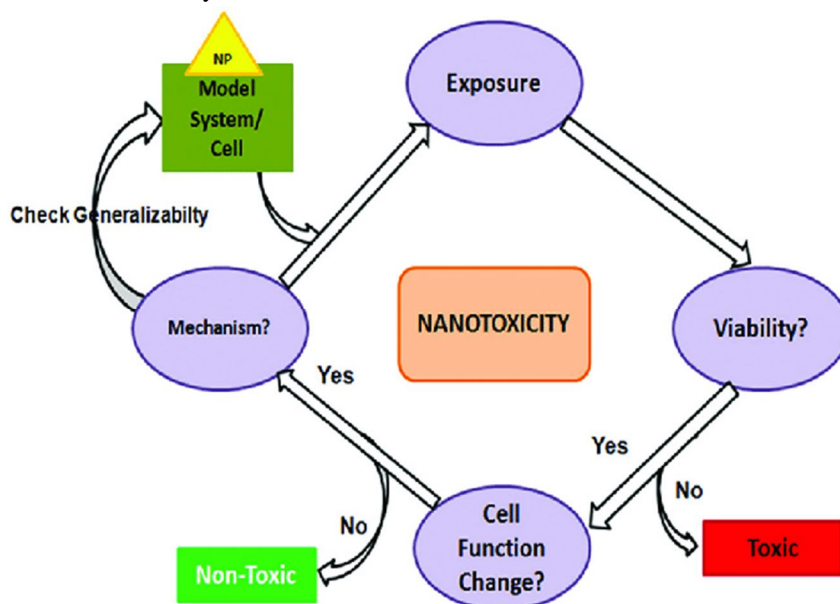 NP
Model
System/
Cell
Exposure
Check Generalizabilty
Mechanism?
NANOTOXICITY
Viability?
Yes
Yes
No
No
Cell
Function
Change?
Non-Toxic
Toxic